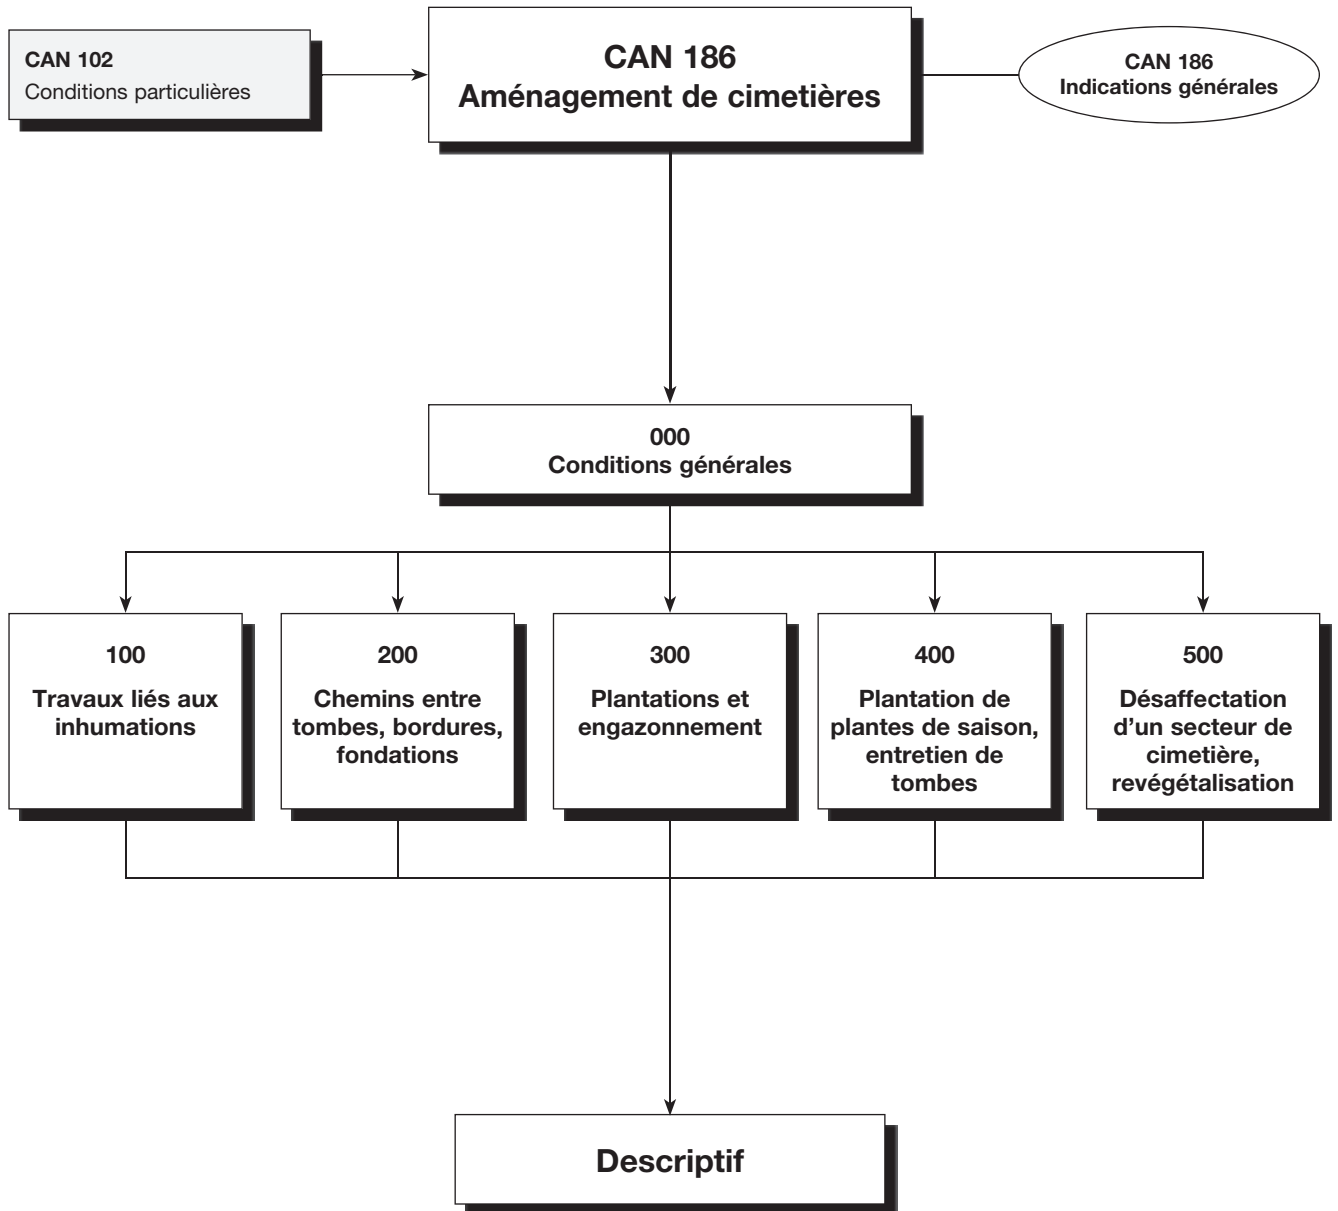 CAN 102
Conditions particulières
CAN 186
Aménagement de cimetières
CAN 186
Indications générales
000
Conditions générales
100
Travaux liés aux
inhumations
200
Chemins entre
tombes, bordures,
fondations
300
Plantations et
engazonnement
400
Plantation de
plantes de saison,
entretien de
tombes
500
Désaffectation
d’un secteur de
cimetière,
revégétalisation
Descriptif